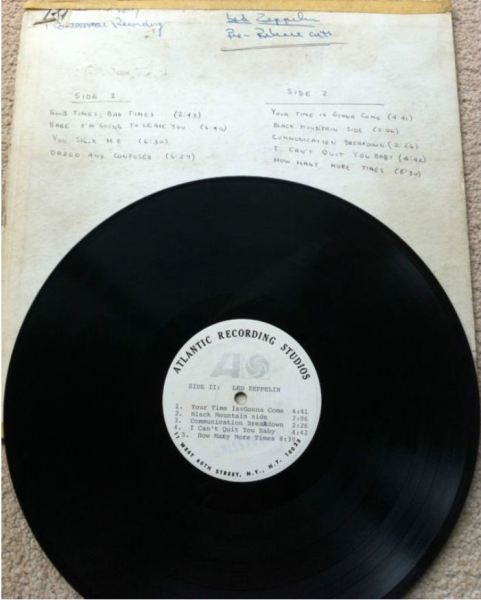 Recording
Led Zeppelin
Pre-Release cuts
SIDE 1
GOOD TIMES, BAD TIMES (2:43)
BABE I'M GOING TO LEAVE YOU (6:40)
YOU SHOOK ME (6:30)
DAZED AND CONFUSED (6:27)
SIDE 2
YOUR TIME IS GONNA COME (4:41)
BLACK MOUNTAIN SIDE (2:06)
COMMUNICATION BREAKDOWN (2:26)
I CAN'T QUIT YOU BABY (4:42)
HOW MANY MORE TIMES (8:30)
ATLANTIC RECORDING STUDIOS
SIDE II: LED ZEPPELIN
1. Your Time IssGonna Come 4:41
2. Black Mountain side 2:06
3. Communication Breakdown 2:26
4. I Can't Quit You Baby 4:42
5. How Many More Times 8:30
11 WEST 60TH STREET, N.Y., N.Y. 10023